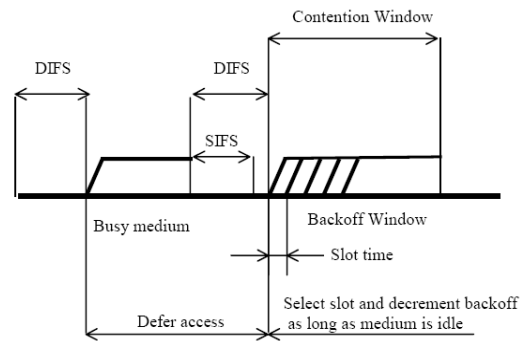 Contention Window
DIFS
DIFS
SIFS
Busy medium
Backoff Window
Slot time
Defer access
Select slot and decrement backoff
as long as medium is idle